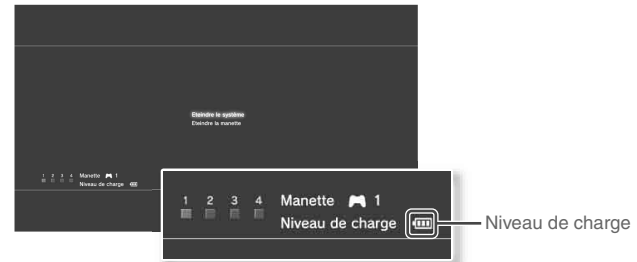 Eteindre le système
Eteindre la manette
1 2 3 4 Manette 1
Niveau de charge
1 2 3 4 Manette 1
Niveau de charge
Niveau de charge